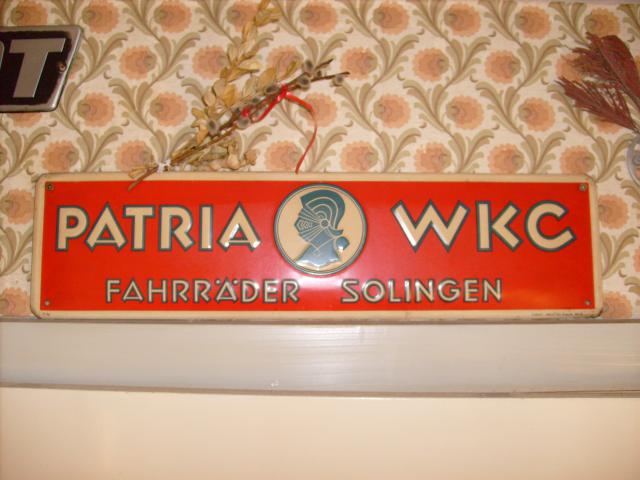 T
PATRIA WKC
FAHRRÄDER SOLINGEN